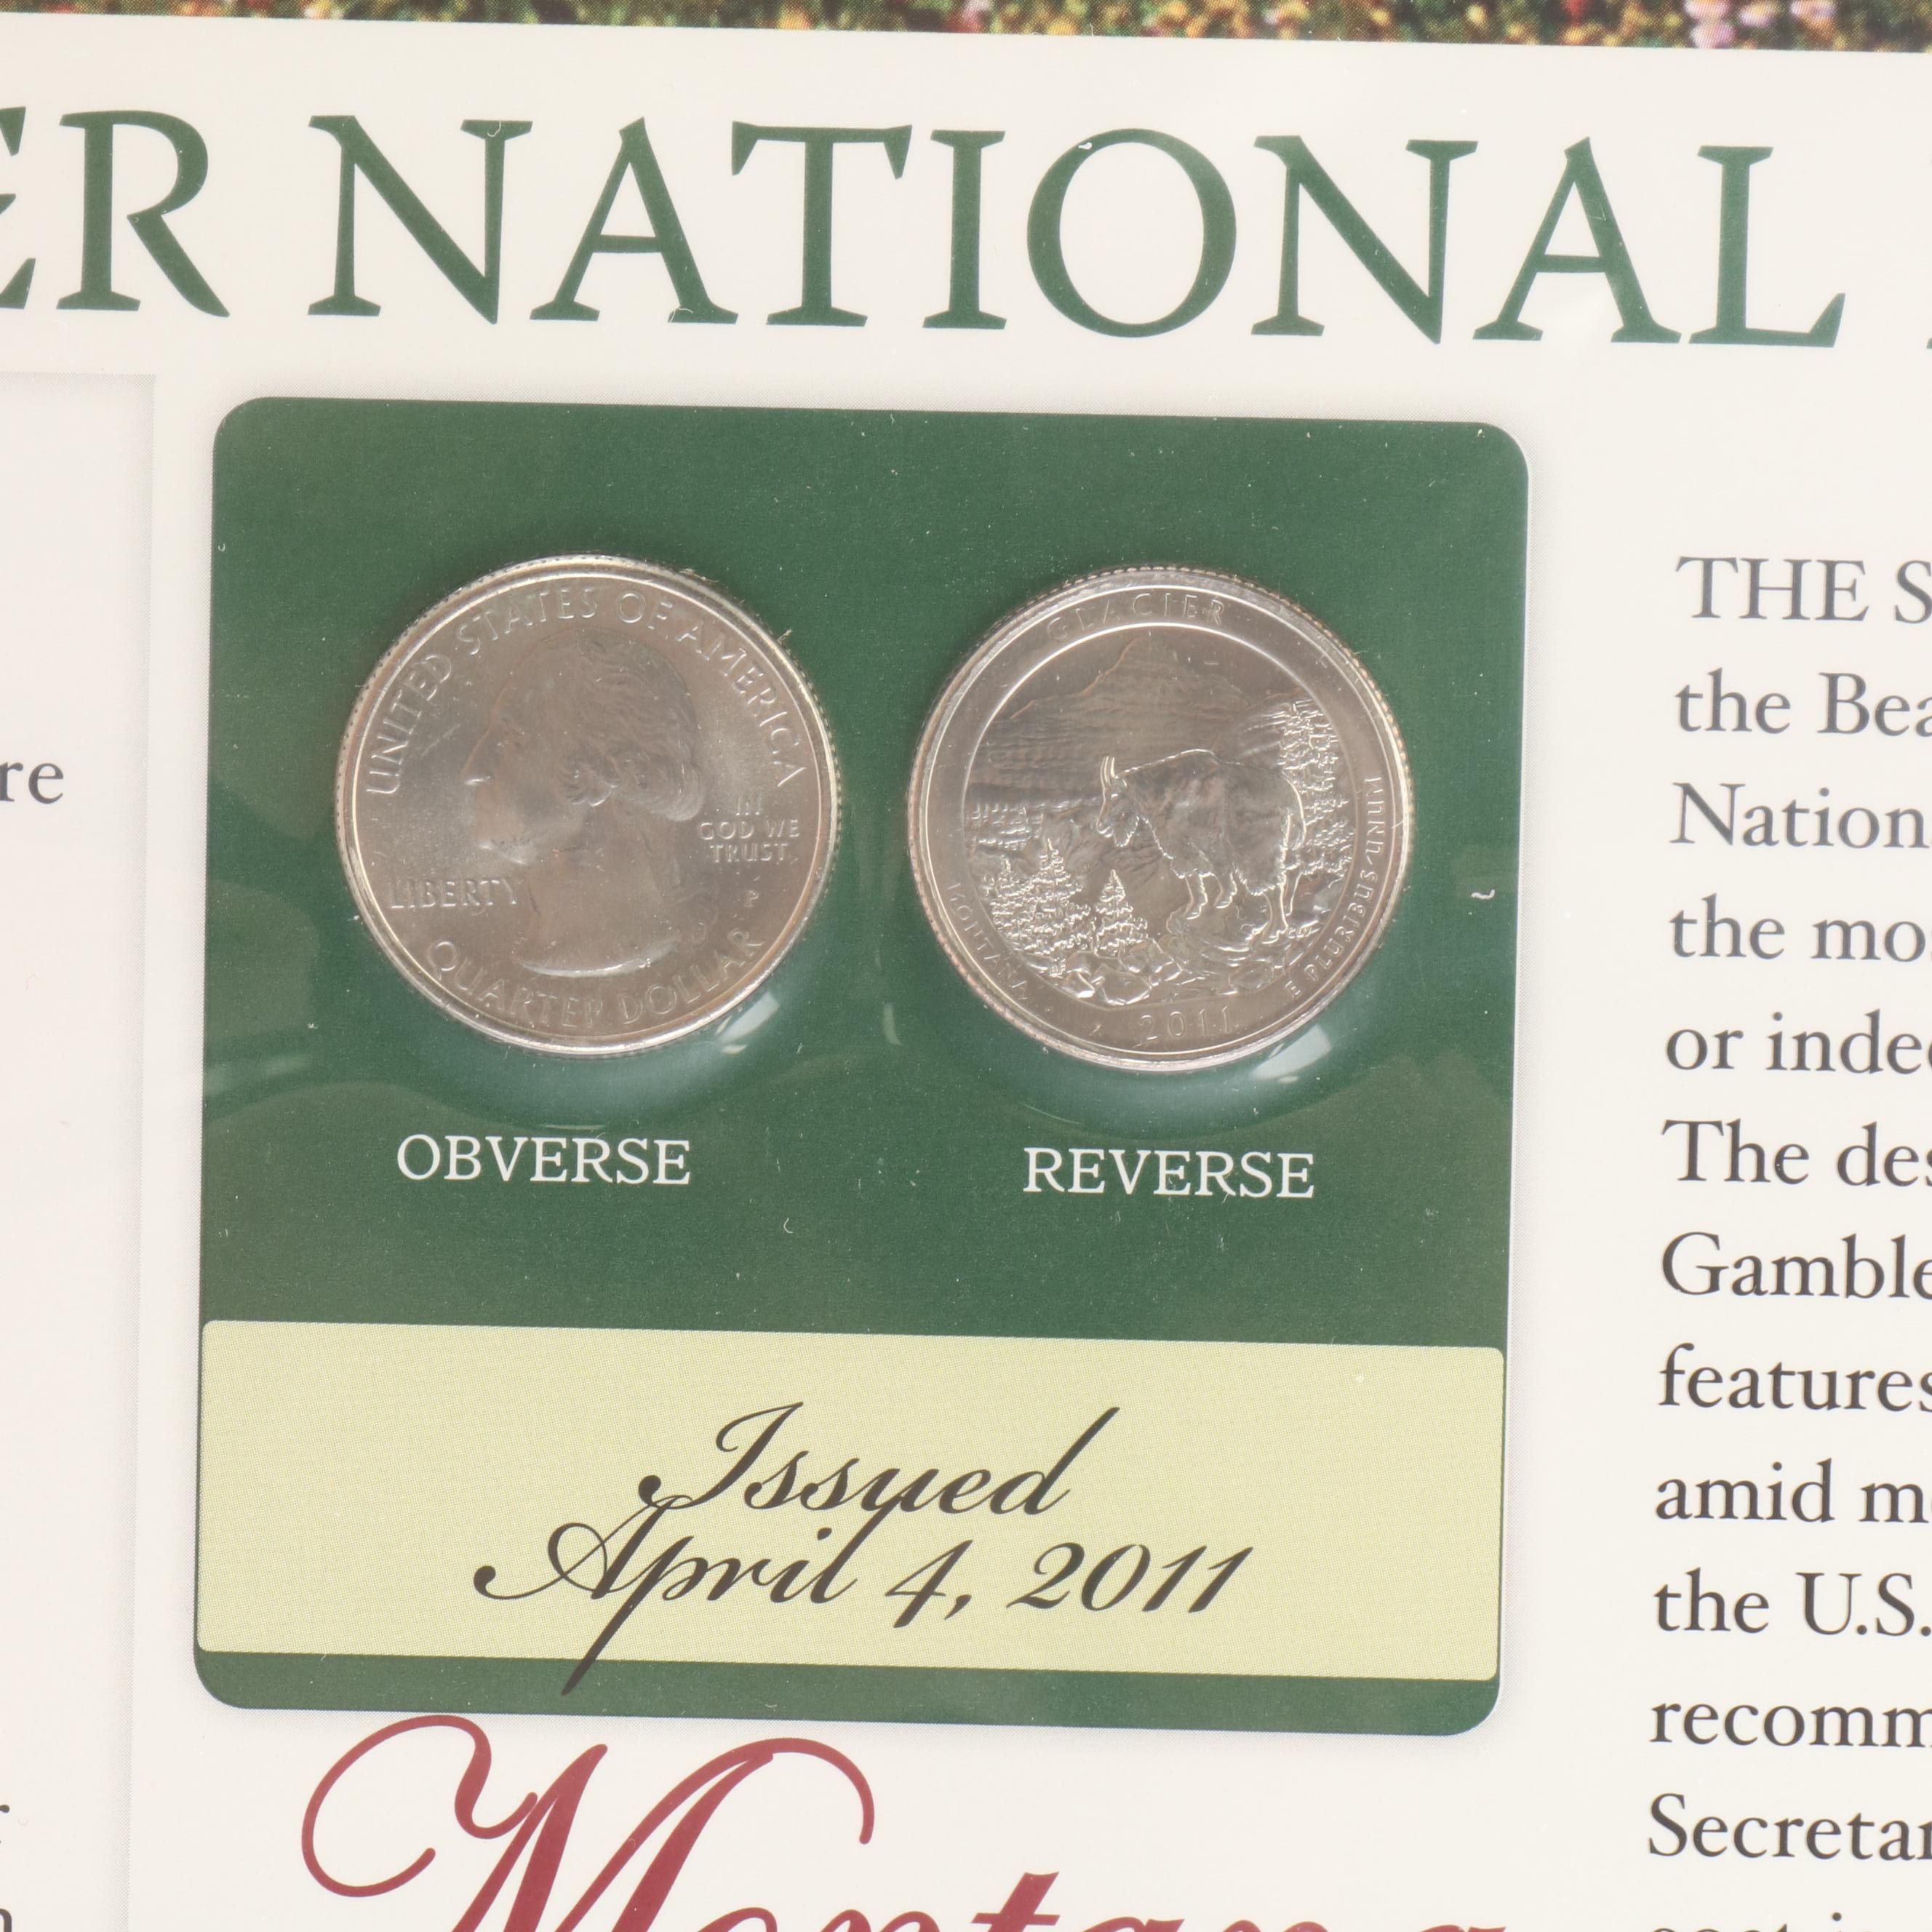 ER NATIONAL
re
UNITED STATES OF AMERICA
IN
GOD WE
TRUST
LIBERTY
P
QUARTER DOLLAR
GLACIER
MONTANA
2011
E PLURIBUS UNUM
OBVERSE
REVERSE
Issued
April 4, 2011
Montana
THE S
the Bea
Nation
the mo
or inde
The des
Gamble
features
amid m
the U.S.
recomm
Secretar